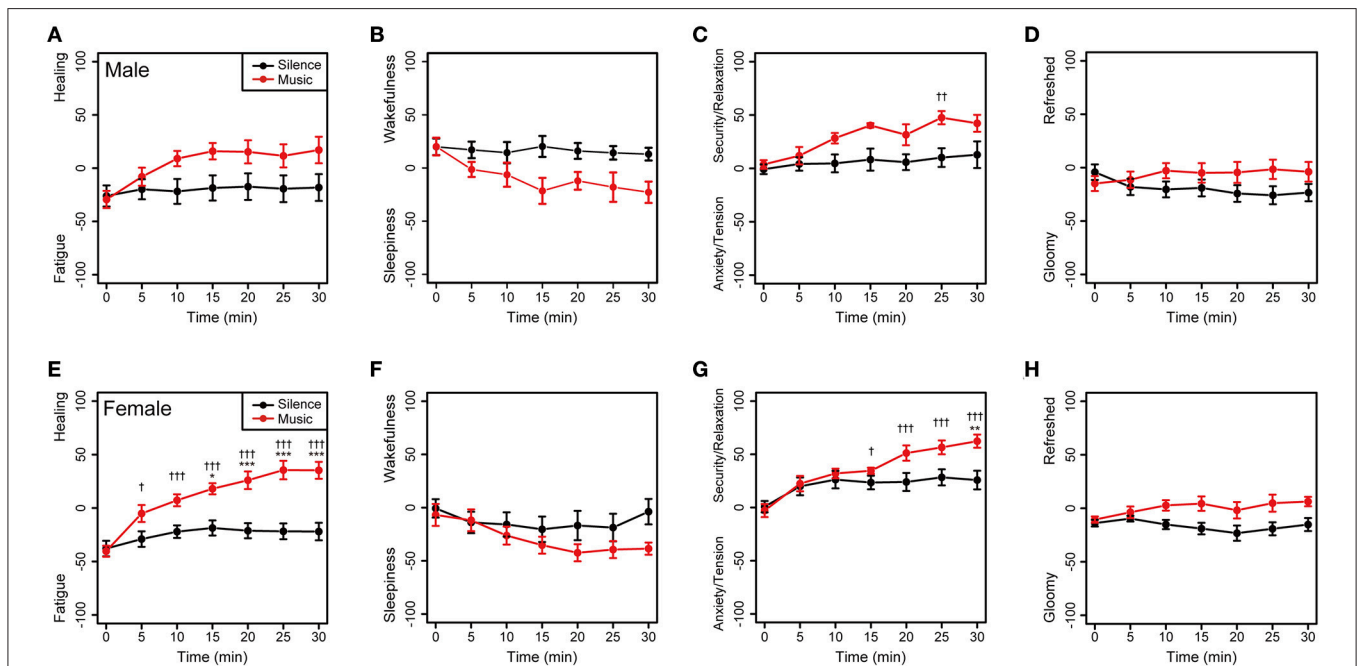 A
B
C
D
Healing
Fatigue
100
50
0
-50
-100
Male
Silence
Music
0 5 10 15 20 25 30
Time (min)
Wakefulness
Sleepiness
100
50
0
-50
-100
0 5 10 15 20 25 30
Time (min)
Security/Relaxation
Anxiety/Tension
100
50
0
-50
-100
††
0 5 10 15 20 25 30
Time (min)
Refreshed
Gloomy
100
50
0
-50
-100
0 5 10 15 20 25 30
Time (min)
E
F
G
H
Healing
Fatigue
100
50
0
-50
-100
Female
Silence
Music
† ††† †† ††† ††† †††
* *** *** ***
0 5 10 15 20 25 30
Time (min)
Wakefulness
Sleepiness
100
50
0
-50
-100
0 5 10 15 20 25 30
Time (min)
Security/Relaxation
Anxiety/Tension
100
50
0
-50
-100
† ††† ††† †††
**
0 5 10 15 20 25 30
Time (min)
Refreshed
Gloomy
100
50
0
-50
-100
0 5 10 15 20 25 30
Time (min)